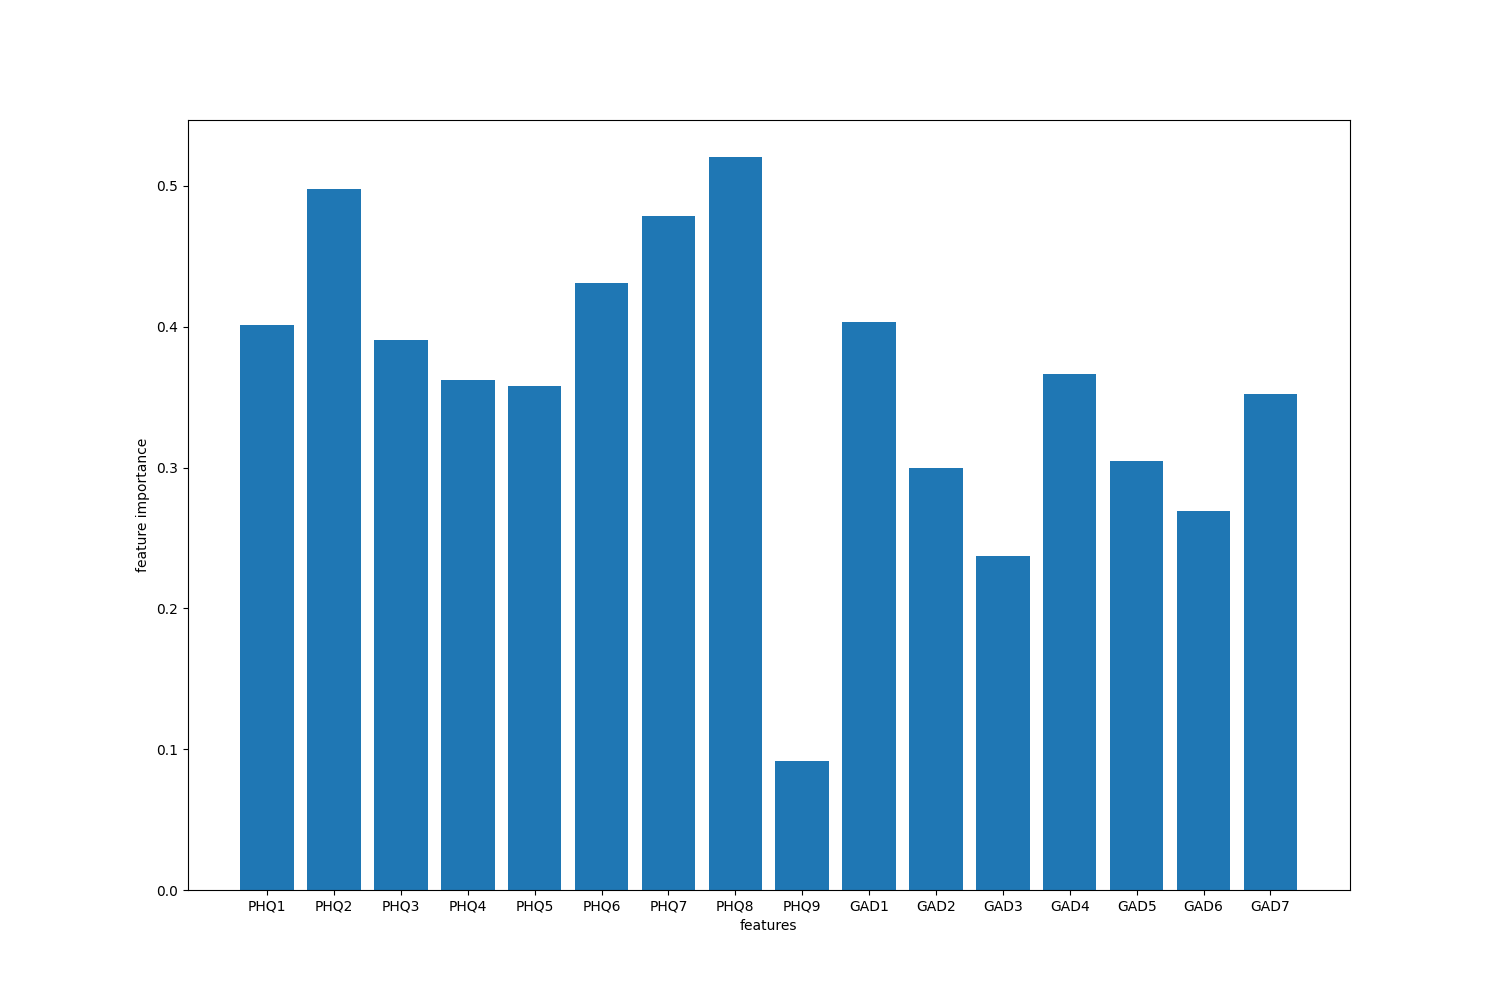 feature importance
0.5
0.4
0.3
0.2
0.1
0.0
PHQ1 PHQ2 PHQ3 PHQ4 PHQ5 PHQ6 PHQ7 PHQ8 PHQ9 GAD1 GAD2 GAD3 GAD4 GAD5 GAD6 GAD7
features